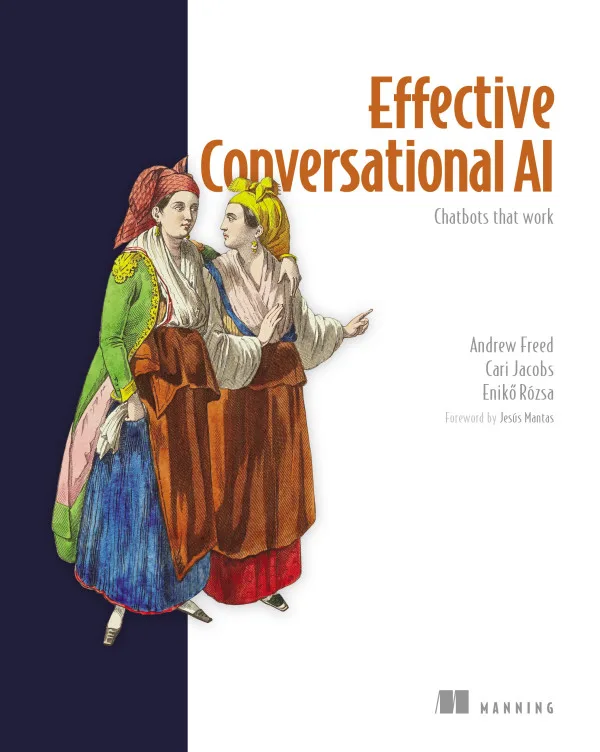 Effective
Conversational AI
Chatbots that work
Andrew Freed
Cari Jacobs
Enikő Rózsa
Foreword by Jesús Mantas
MANNING